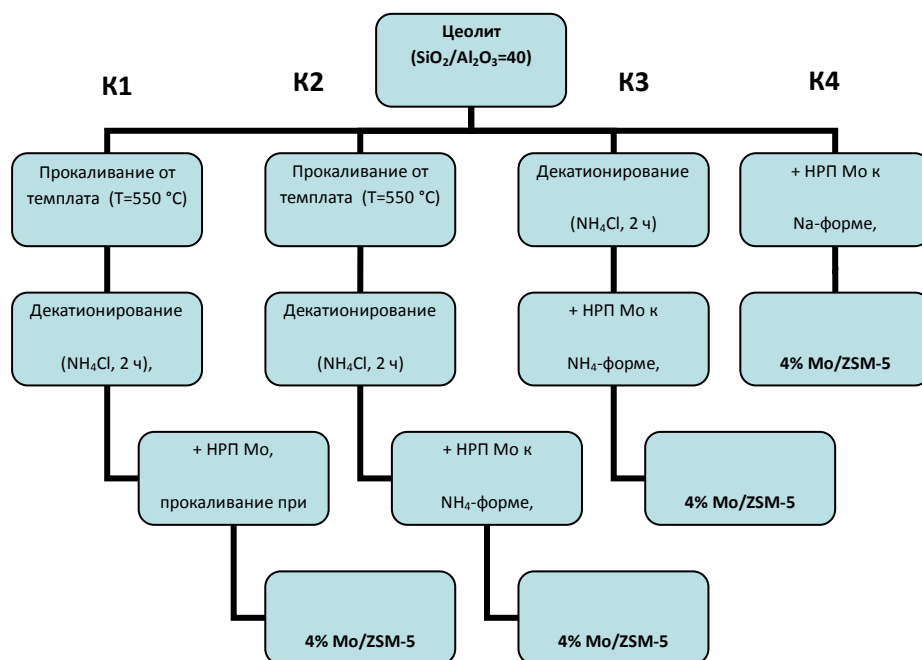 Цеолит
(SiO₂/Al₂O₃=40)
К1
К2
К3
К4
Прокаливание от
темплата (Т=550 °С)
Прокаливание от
темплата (Т=550 °С)
Декатионирование
(NH₄Cl, 2 ч)
+ НРП Мо к
Na-форме,
Декатионирование
(NH₄Cl, 2 ч),
Декатионирование
(NH₄Cl, 2 ч)
+ НРП Мо к
NH₄-форме,
4% Mo/ZSM-5
+ НРП Мо,
прокаливание при
+ НРП Мо к
NH₄-форме,
4% Mo/ZSM-5
4% Mo/ZSM-5
4% Mo/ZSM-5